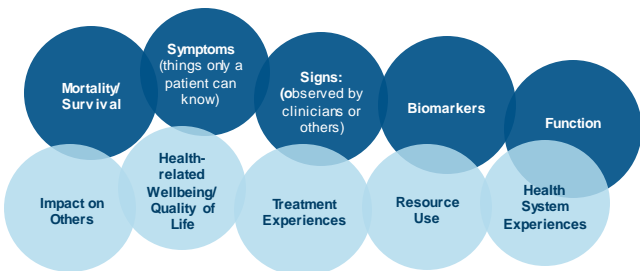 Mortality/
Survival
Symptoms
(things only a
patient can
know)
Signs:
(observed by
clinicians or
others)
Biomarkers
Function
Impact on
Others
Health-
related
Wellbeing/
Quality of
Life
Treatment
Experiences
Resource
Use
Health
System
Experiences